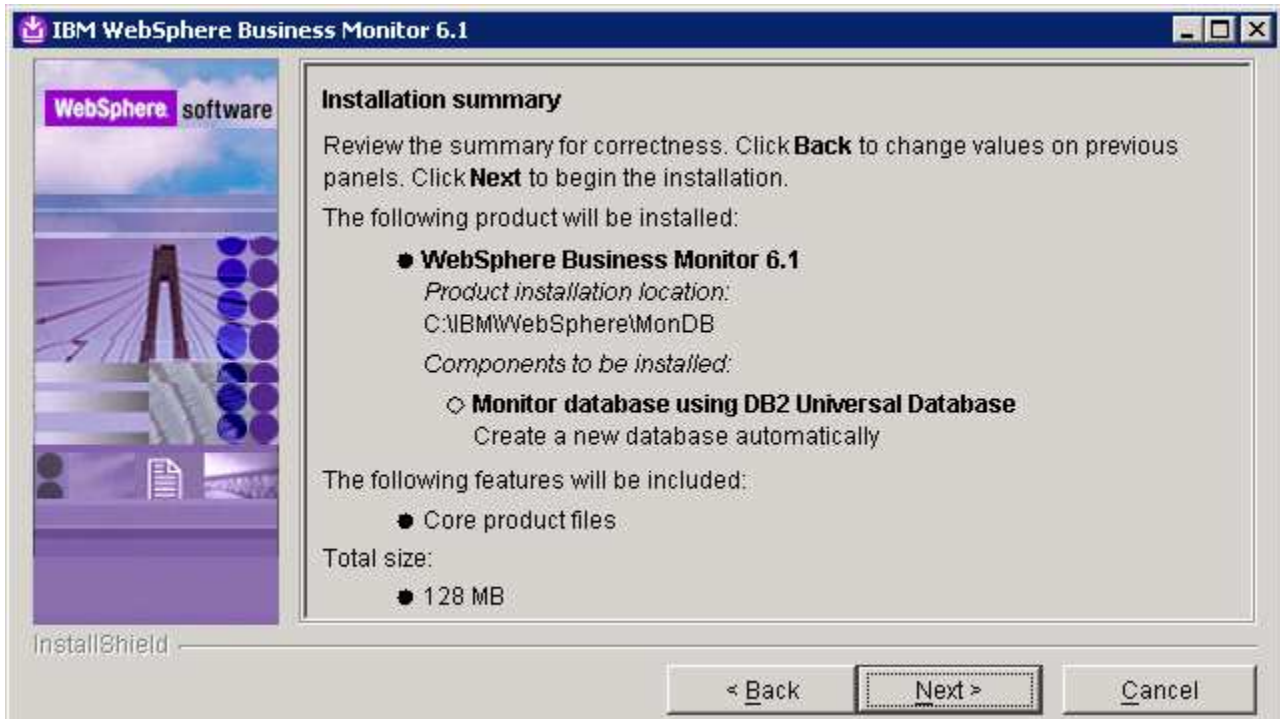 IBM WebSphere Business Monitor 6.1
WebSphere software
Installation summary
Review the summary for correctness. Click Back to change values on previous
panels. Click Next to begin the installation.
The following product will be installed:
WebSphere Business Monitor 6.1
Product installation location:
C:\IBM\WebSphere\MonDB
Components to be installed:
Monitor database using DB2 Universal Database
Create a new database automatically
The following features will be included:
Core product files
Total size:
128 MB
InstallShield
< Back
Next >
Cancel